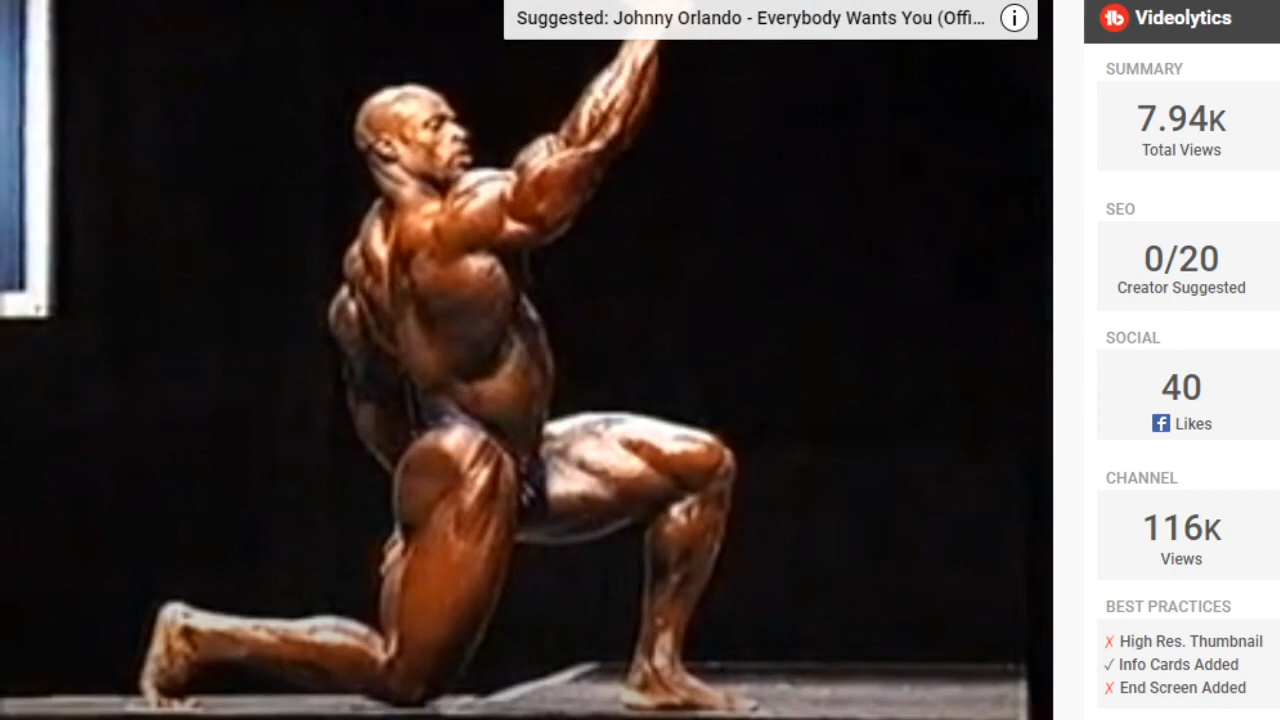 Suggested: Johnny Orlando - Everybody Wants You (Offi...
Videolytics
SUMMARY
7.94K
Total Views
SEO
0/20
Creator Suggested
SOCIAL
40
f Likes
CHANNEL
116K
Views
BEST PRACTICES
✗ High Res. Thumbnail
✓ Info Cards Added
✗ End Screen Added